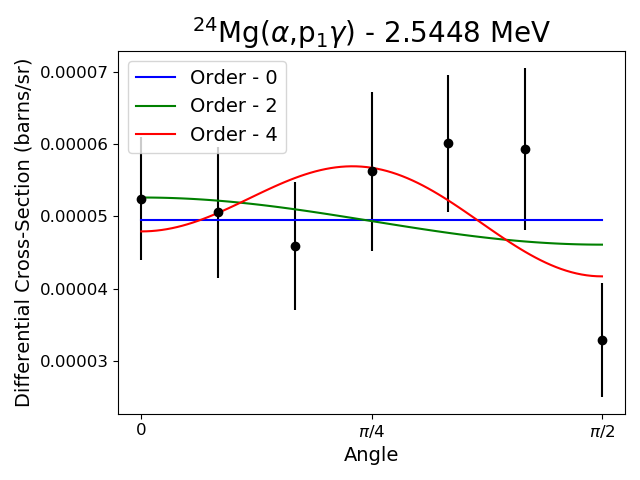 ²⁴Mg(α,p₁γ) - 2.5448 MeV
Order - 0
Order - 2
Order - 4
Differential Cross-Section (barns/sr)
0.00007
0.00006
0.00005
0.00004
0.00003
0
π/4
π/2
Angle